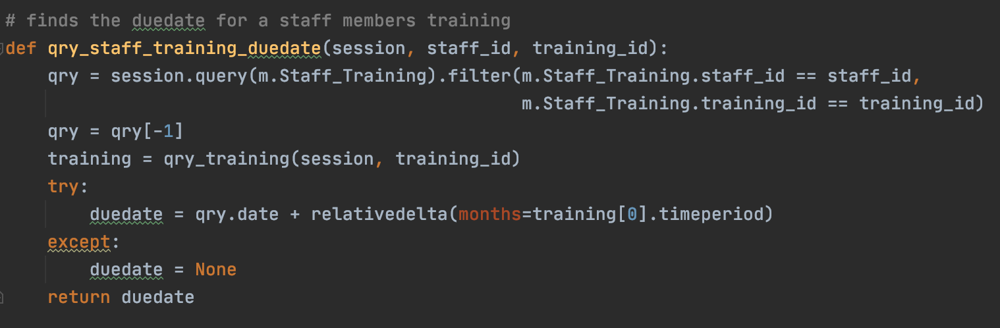 # finds the duedate for a staff members training
def qry_staff_training_duedate(session, staff_id, training_id):
    qry = session.query(m.Staff_Training).filter(m.Staff_Training.staff_id == staff_id,
                                                 m.Staff_Training.training_id == training_id)
    qry = qry[-1]
    training = qry_training(session, training_id)
    try:
        duedate = qry.date + relativedelta(months=training[0].timeperiod)
    except:
        duedate = None
    return duedate